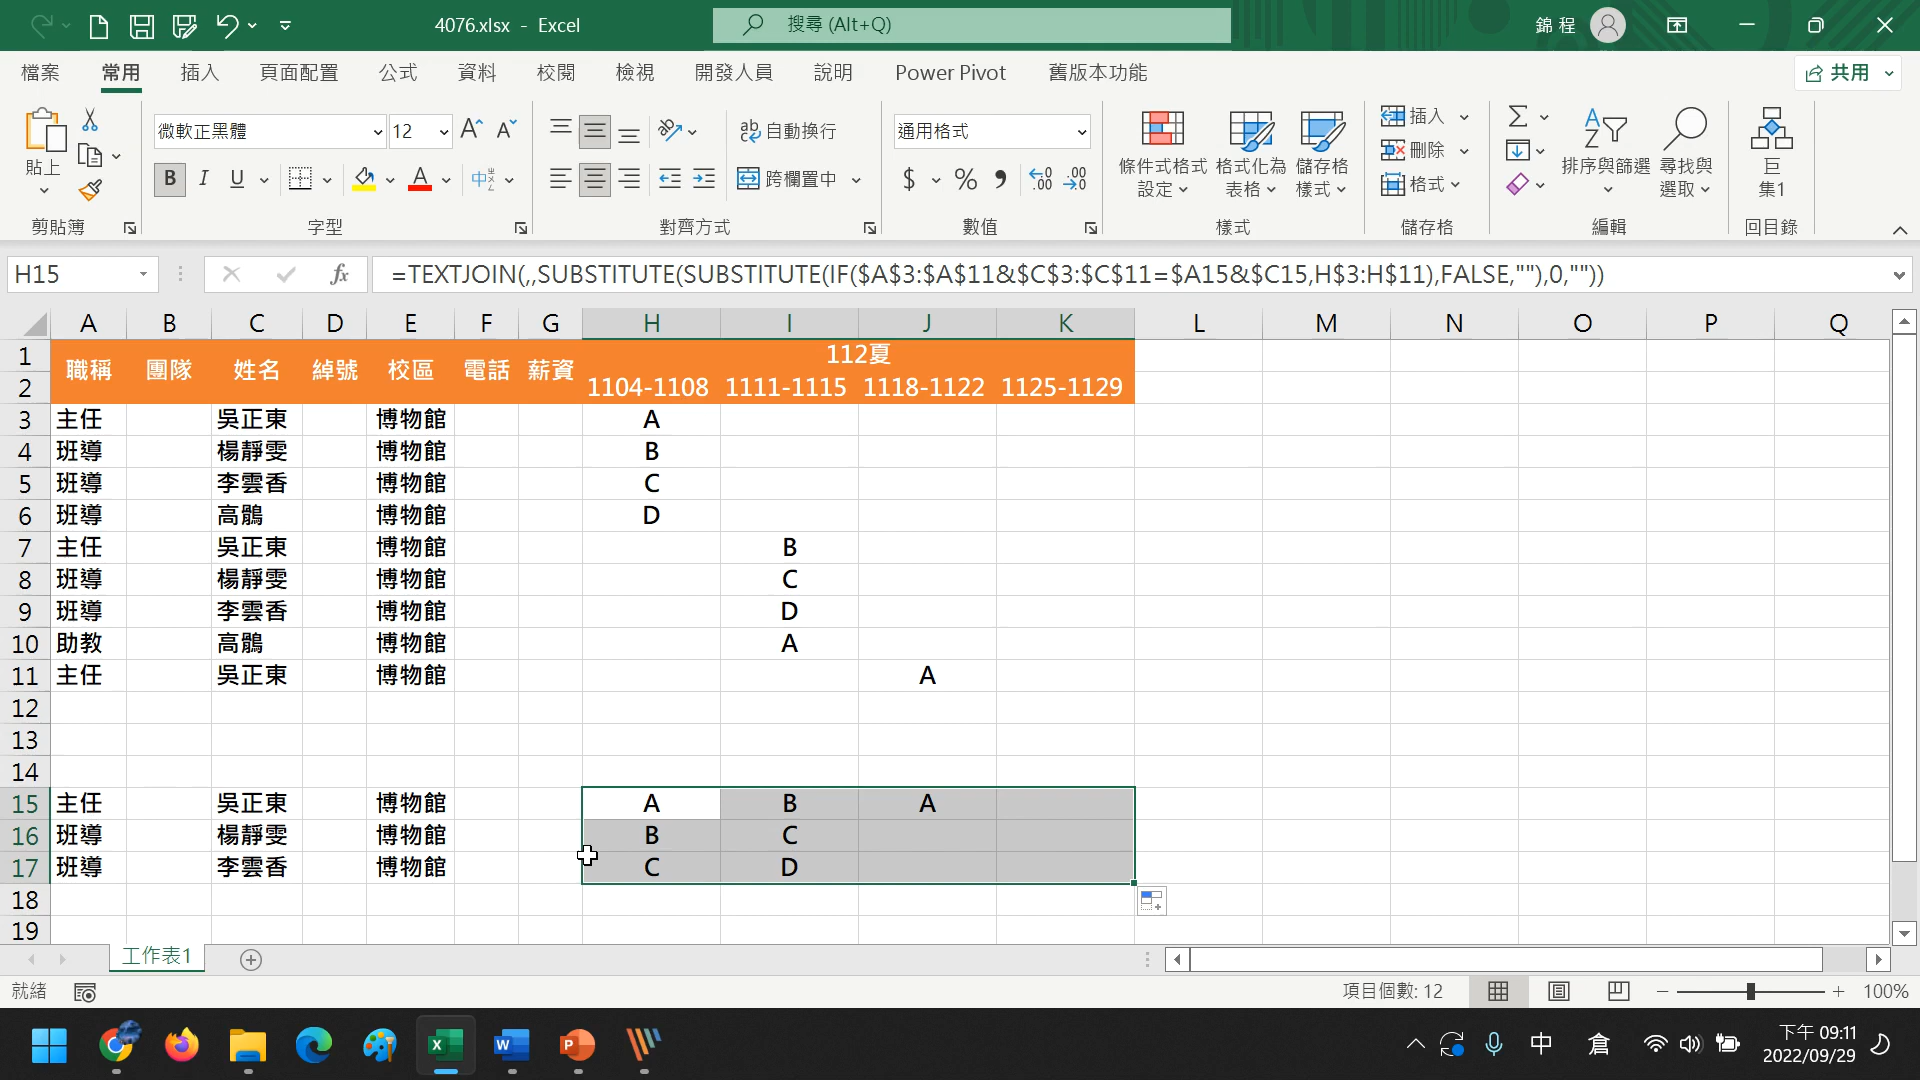 4076.xlsx - Excel
搜尋 (Alt+Q)
錦 程
檔案 常用 插入 頁面配置 公式 資料 校閱 檢視 開發人員 說明 Power Pivot 舊版本功能
共用
貼上
剪貼簿
微軟正黑體 12
B I U A 中
字型
自動換行
跨欄置中
對齊方式
通用格式
$ % , .00 .00
數值
條件式格式設定
格式化為表格
儲存格樣式
樣式
插入
刪除
格式
儲存格
排序與篩選
尋找與選取
編輯
巨集1
回目錄
H15 fx =TEXTJOIN(,,SUBSTITUTE(SUBSTITUTE(IF($A$3:$A$11&$C$3:$C$11=$A15&$C15,H$3:H$11),FALSE,""),0,""))
A B C D E F G H I J K L M N O P Q
1 職稱 團隊 姓名 綽號 校區 電話 薪資 112夏
2 1104-1108 1111-1115 1118-1122 1125-1129
3 主任 吳正東 博物館 A
4 班導 楊靜雯 博物館 B
5 班導 李雲香 博物館 C
6 班導 高鵲 博物館 D
7 主任 吳正東 博物館 B
8 班導 楊靜雯 博物館 C
9 班導 李雲香 博物館 D
10 助教 高鵲 博物館 A
11 主任 吳正東 博物館 A
12
13
14
15 主任 吳正東 博物館 A B A
16 班導 楊靜雯 博物館 B C
17 班導 李雲香 博物館 C D
18
19
工作表1
就緒
項目個數: 12
100%
中 倉
下午 09:11
2022/09/29